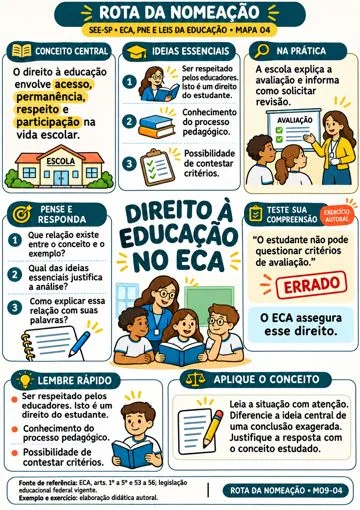 ROTA DA NOMEAÇÃO
SEE-SP • ECA, PNE E LEIS DA EDUCAÇÃO • MAPA 04
CONCEITO CENTRAL
O direito à educação
envolve acesso,
permanência,
respeito e
participação na
vida escolar.
ESCOLA
IDEIAS ESSENCIAIS
1
Ser respeitado
pelos educadores.
Isto é um direito
do estudante.
2
Conhecimento
do processo
pedagógico.
3
Possibilidade
de contestar
critérios.
NA PRÁTICA
A escola explica a
avaliação e informa
como solicitar
revisão.
AVALIAÇÃO
PENSE E
RESPONDA
1
Que relação existe
entre o conceito e o
exemplo?
2
Qual das ideias
essenciais justifica
a análise?
3
Como explicar essa
relação com suas
palavras?
DIREITO À
EDUCAÇÃO
NO ECA
TESTE SUA
COMPREENSÃO
EXERCÍCIO
AUTORAL
“O estudante não pode
questionar critérios
de avaliação.”
ERRADO
O ECA assegura
esse direito.
LEMBRE RÁPIDO
Ser respeitado pelos
educadores. Isto é um
direito do estudante.
Conhecimento do
processo pedagógico.
Possibilidade de
contestar critérios.
APLIQUE O CONCEITO
Leia a situação com atenção.
Diferencie a ideia central de
uma conclusão exagerada.
Justifique a resposta com
o conceito estudado.
Fonte de referência: ECA, arts. 1º a 5º e 53 a 56; legislação
educacional federal vigente.
Exemplo e exercício: elaboração didática autoral.
ROTA DA NOMEAÇÃO • M09-04